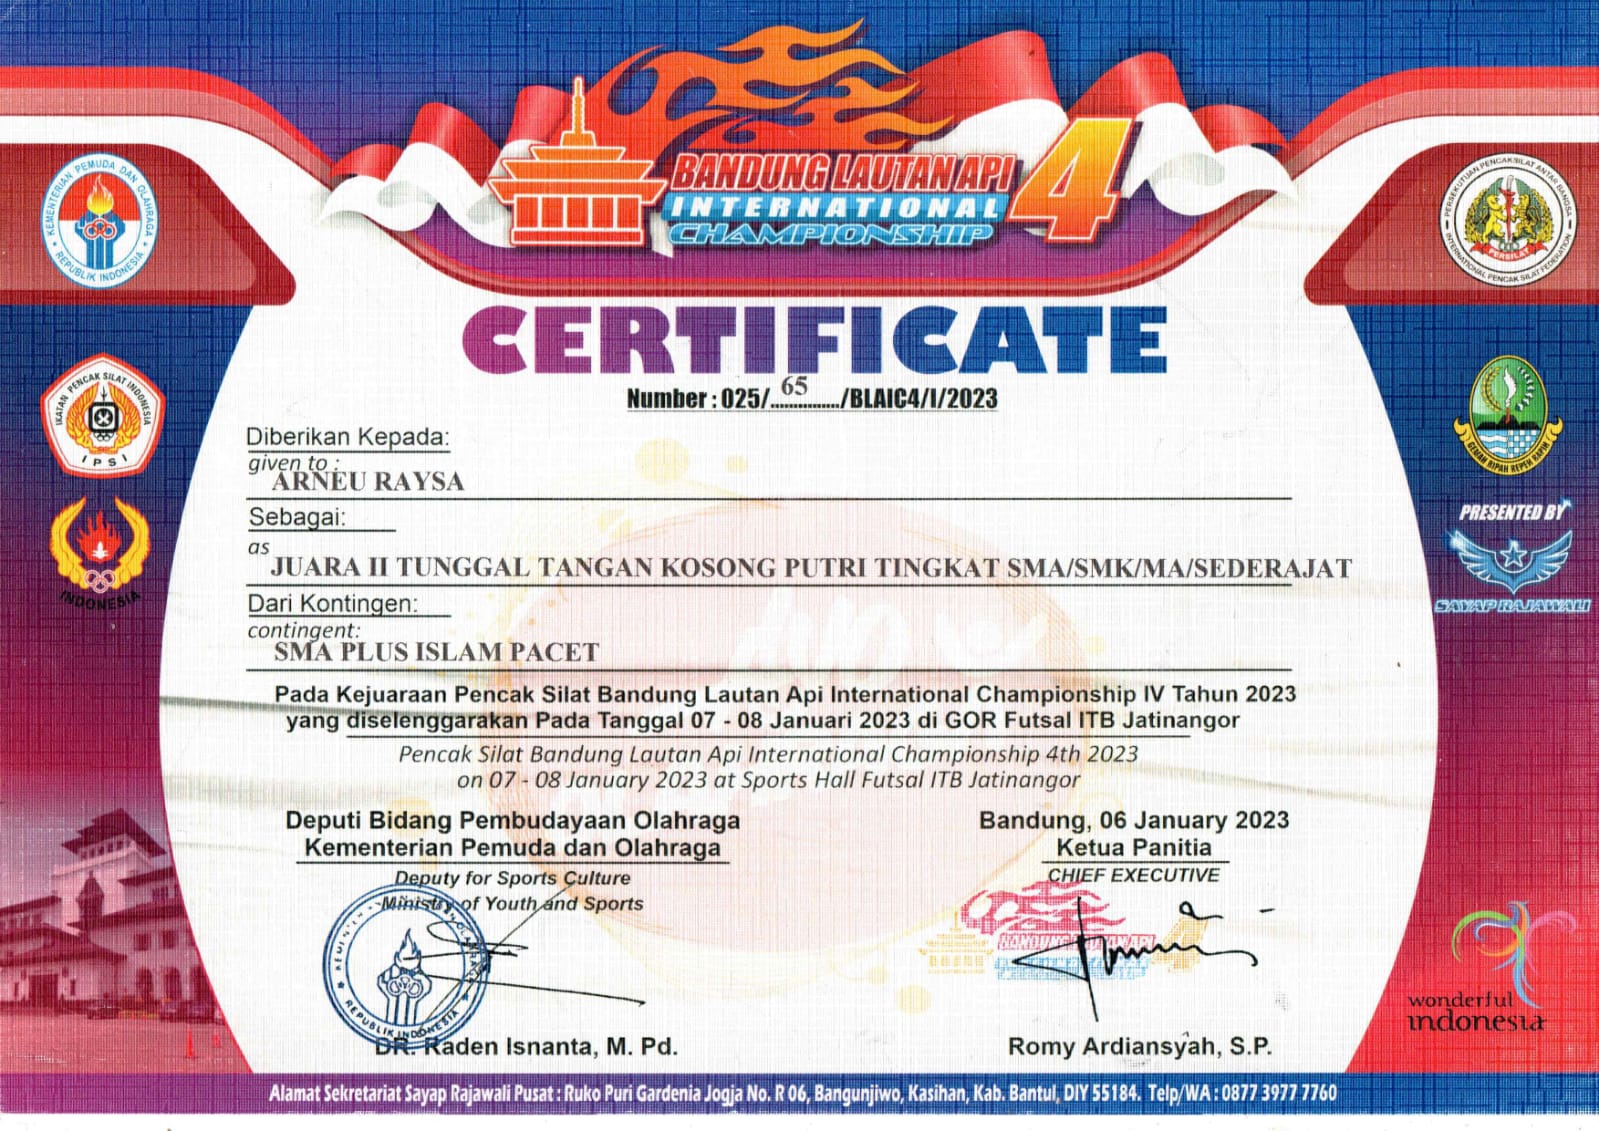 KEMENTERIAN PEMUDA DAN OLAHRAGA
REPUBLIK INDONESIA
BANDUNG LAUTAN API 4
INTERNATIONAL
CHAMPIONSHIP
PERSEKUTUAN PENCAK SILAT ANTAR BANGSA
PERSILAT
INTERNATIONAL PENCAK SILAT FEDERATION
CERTIFICATE
Number : 025/ 65 /BLAIC4/I/2023
IKATAN PENCAK SILAT INDONESIA
IPSI
INDONESIA
GEMAH RIPAH REPEH RAPIH
PRESENTED BY
SAYAP RAJAWALI
Diberikan Kepada:
given to :
ARNEU RAYSA
Sebagai:
as JUARA II TUNGGAL TANGAN KOSONG PUTRI TINGKAT SMA/SMK/MA/SEDERAJAT
Dari Kontingen:
contingent:
SMA PLUS ISLAM PACET
Pada Kejuaraan Pencak Silat Bandung Lautan Api International Championship IV Tahun 2023
yang diselenggarakan Pada Tanggal 07 - 08 Januari 2023 di GOR Futsal ITB Jatinangor
Pencak Silat Bandung Lautan Api International Championship 4th 2023
on 07 - 08 January 2023 at Sports Hall Futsal ITB Jatinangor
Deputi Bidang Pembudayaan Olahraga
Kementerian Pemuda dan Olahraga
Deputy for Sports Culture
Ministry of Youth and Sports
REPUBLIK INDONESIA
DR. Raden Isnanta, M. Pd.
Bandung, 06 January 2023
Ketua Panitia
CHIEF EXECUTIVE
BANDUNG LAUTAN API 4
Romy Ardiansyah, S.P.
wonderful
indonesia
Alamat Sekretariat Sayap Rajawali Pusat : Ruko Puri Gardenia Jogja No. R 06, Bangunjiwo, Kasihan, Kab. Bantul, DIY 55184. Telp/WA : 0877 3977 7760